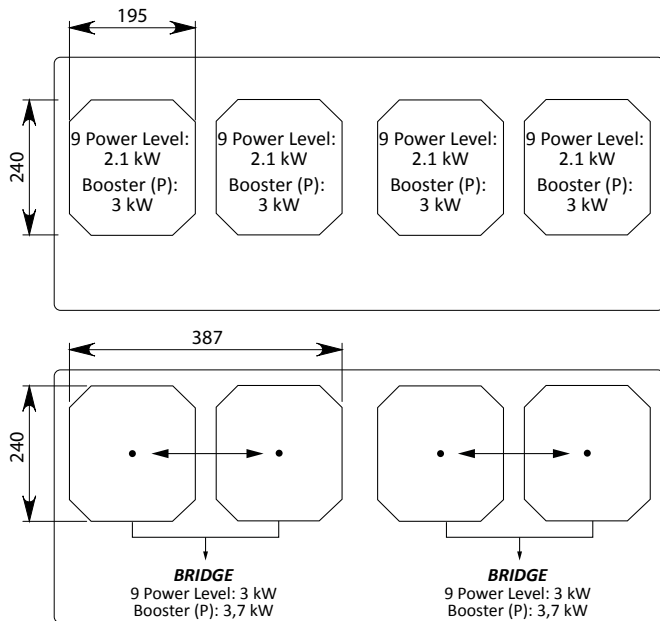 195
240
9 Power Level:
2.1 kW
Booster (P):
3 kW
9 Power Level:
2.1 kW
Booster (P):
3 kW
9 Power Level:
2.1 kW
Booster (P):
3 kW
9 Power Level:
2.1 kW
Booster (P):
3 kW
387
240
BRIDGE
9 Power Level: 3 kW
Booster (P): 3,7 kW
BRIDGE
9 Power Level: 3 kW
Booster (P): 3,7 kW